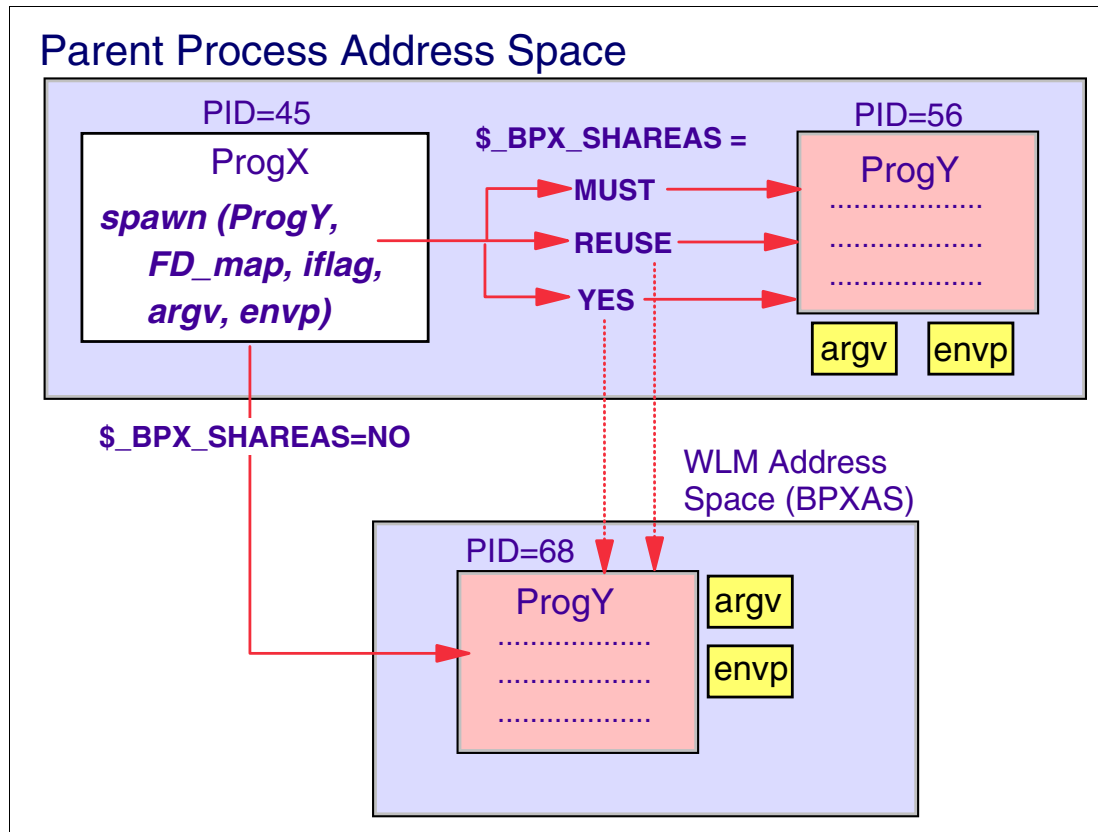 Parent Process Address Space
PID=45
ProgX
spawn (ProgY,
FD_map, iflag,
argv, envp)
$_BPX_SHAREAS =
MUST
REUSE
YES
PID=56
ProgY
...................
...................
...................
argv
envp
$_BPX_SHAREAS=NO
WLM Address
Space (BPXAS)
PID=68
ProgY
...................
...................
...................
argv
envp